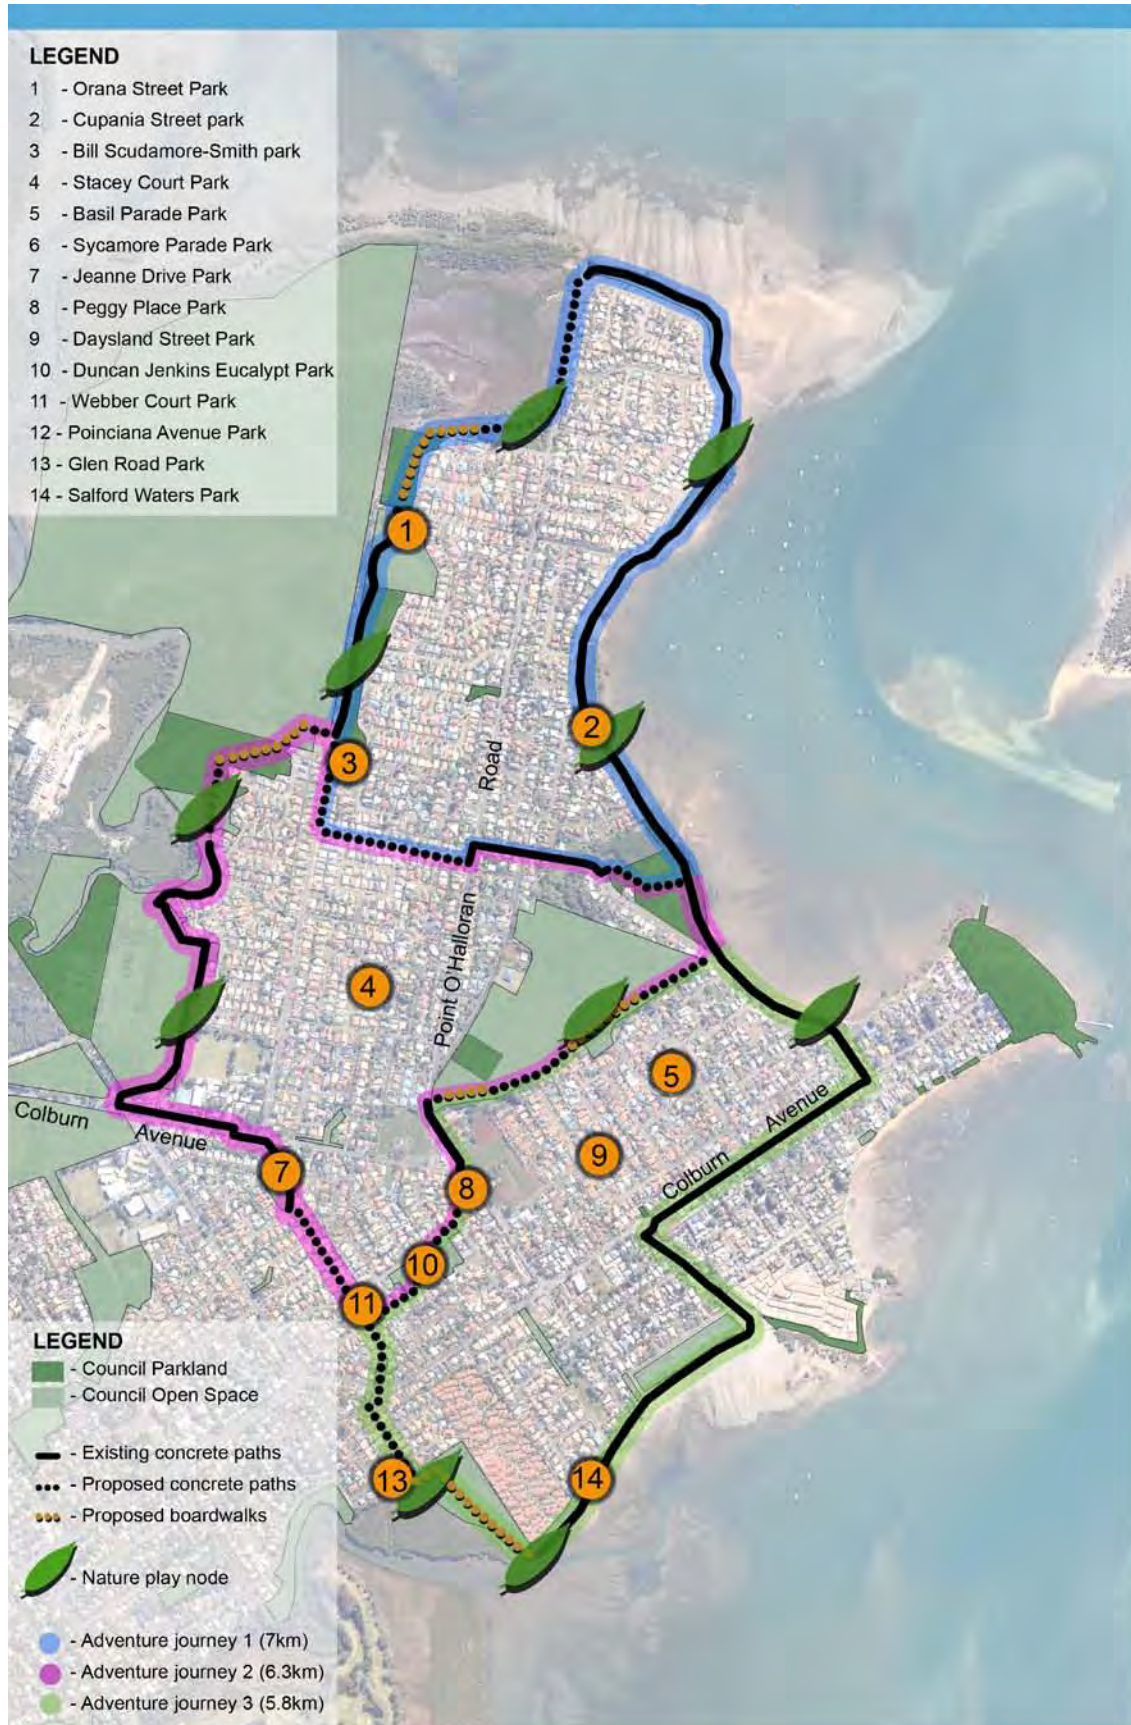 LEGEND
1 - Orana Street Park
2 - Cupania Street park
3 - Bill Scudamore-Smith park
4 - Stacey Court Park
5 - Basil Parade Park
6 - Sycamore Parade Park
7 - Jeanne Drive Park
8 - Peggy Place Park
9 - Daysland Street Park
10 - Duncan Jenkins Eucalypt Park
11 - Webber Court Park
12 - Poinciana Avenue Park
13 - Glen Road Park
14 - Salford Waters Park
1
2
3
Road
Point O'Halloran
4
5
Colburn Avenue
7
8
9
Colburn Avenue
10
11
13
14
LEGEND
- Council Parkland
- Council Open Space
- Existing concrete paths
- Proposed concrete paths
- Proposed boardwalks
- Nature play node
- Adventure journey 1 (7km)
- Adventure journey 2 (6.3km)
- Adventure journey 3 (5.8km)